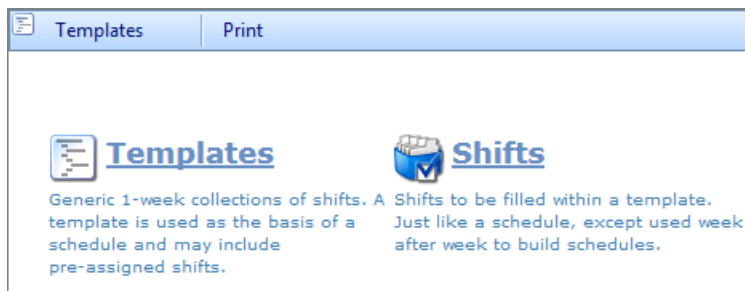 Templates
Print
Templates
Generic 1-week collections of shifts. A
template is used as the basis of a
schedule and may include
pre-assigned shifts.
Shifts
Shifts to be filled within a template.
Just like a schedule, except used week
after week to build schedules.